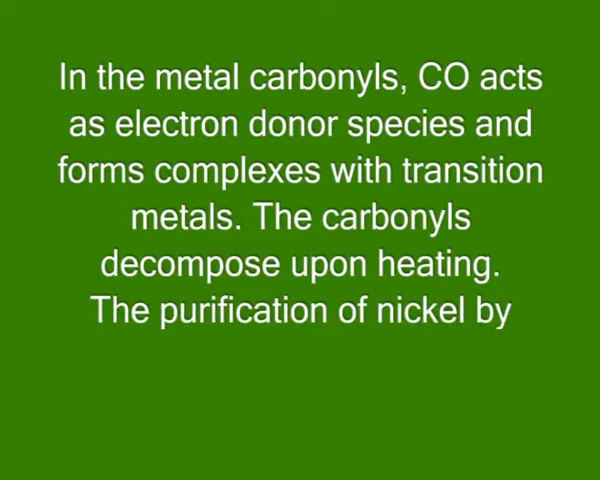 In the metal carbonyls, CO acts
as electron donor species and
forms complexes with transition
metals. The carbonyls
decompose upon heating.
The purification of nickel by